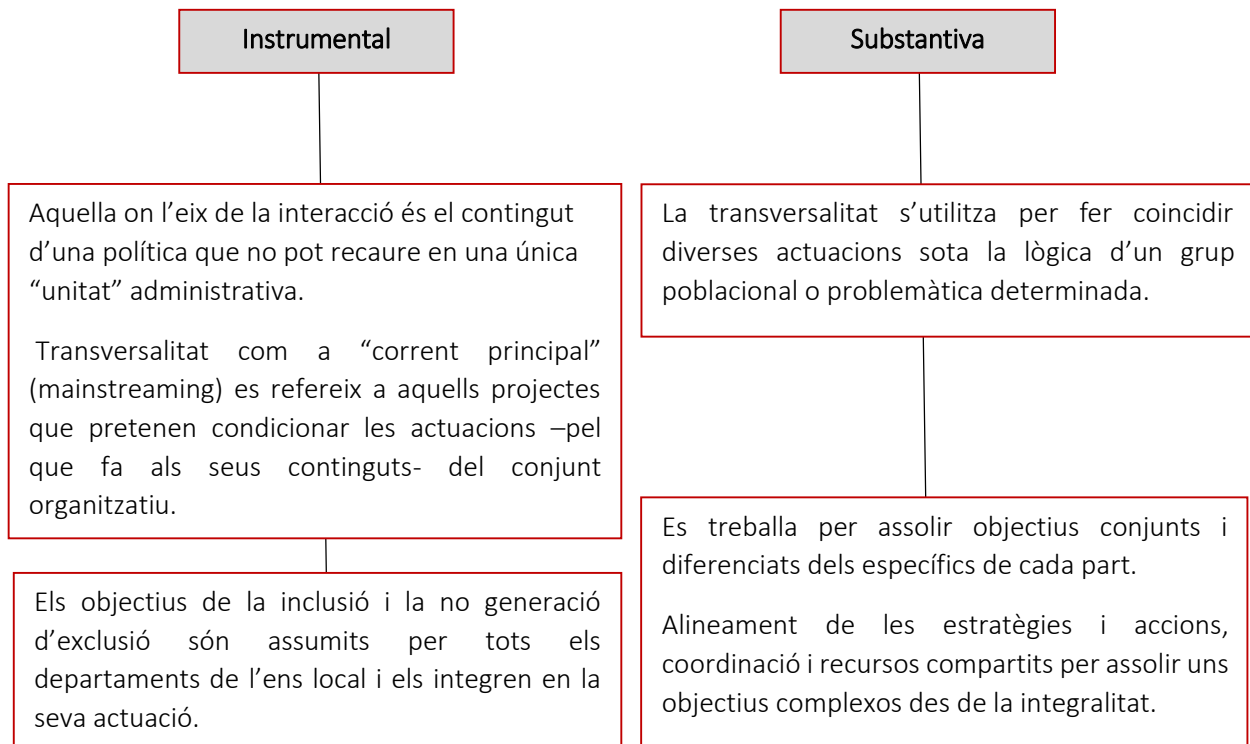 Instrumental
Aquella on l’eix de la interacció és el contingut
d’una política que no pot recaure en una única
“unitat” administrativa.
Transversalitat com a “corrent principal”
(mainstreaming) es refereix a aquells projectes
que pretenen condicionar les actuacions –pel
que fa als seus continguts- del conjunt
organitzatiu.
Els objectius de la inclusió i la no generació
d’exclusió són assumits per tots els
departaments de l’ens local i els integren en la
seva actuació.
Substantiva
La transversalitat s’utilitza per fer coincidir
diverses actuacions sota la lògica d’un grup
poblacional o problemàtica determinada.
Es treballa per assolir objectius conjunts i
diferenciats dels específics de cada part.
Alineament de les estratègies i accions,
coordinació i recursos compartits per assolir uns
objectius complexos des de la integralitat.